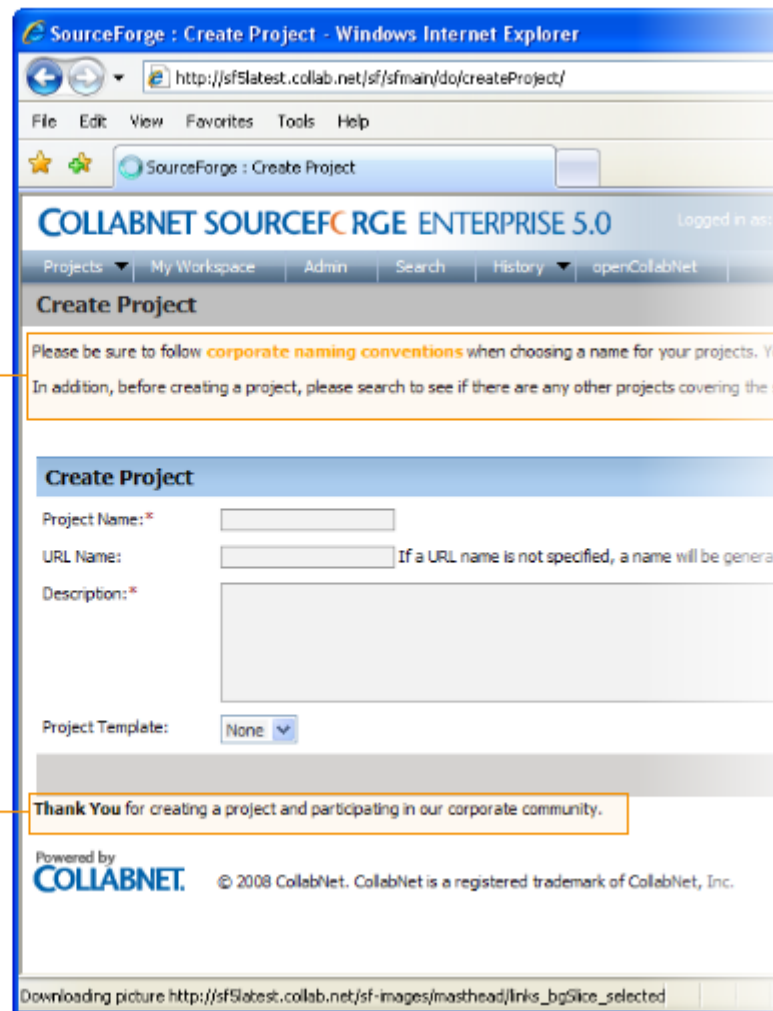 SourceForge : Create Project - Windows Internet Explorer
http://sf5latest.collab.net/sf/sfmain/do/createProject/
File Edit View Favorites Tools Help
SourceForge : Create Project
COLLABNET SOURCEFORGE ENTERPRISE 5.0 Logged in as:
Projects My Workspace Admin Search History openCollabNet
Create Project
Please be sure to follow corporate naming conventions when choosing a name for your projects.
In addition, before creating a project, please search to see if there are any other projects covering the
Create Project
Project Name:*
URL Name: If a URL name is not specified, a name will be genera
Description:*
Project Template: None
Thank You for creating a project and participating in our corporate community.
Powered by
COLLABNET. © 2008 CollabNet. CollabNet is a registered trademark of CollabNet, Inc.
Downloading picture http://sf5latest.collab.net/sf-images/masthead/links_bgSlice_selected